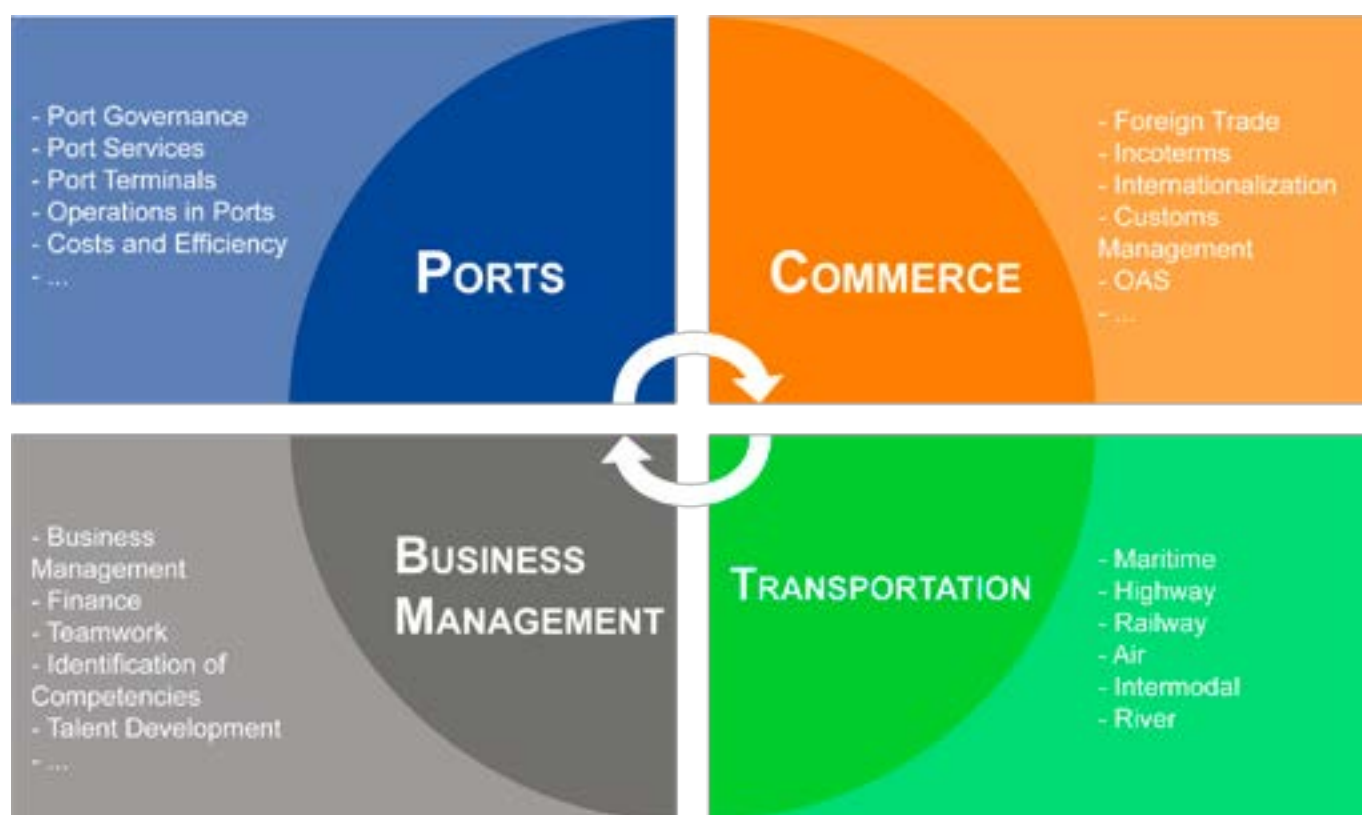 - Port Governance
- Port Services
- Port Terminals
- Operations in Ports
- Costs and Efficiency
- ...
PORTS
COMMERCE
- Foreign Trade
- Incoterms
- Internationalization
- Customs
Management
- OAS
- ...
- Business
Management
- Finance
- Teamwork
- Identification of
Competencies
- Talent Development
- ...
BUSINESS
MANAGEMENT
TRANSPORTATION
- Maritime
- Highway
- Railway
- Air
- Intermodal
- River